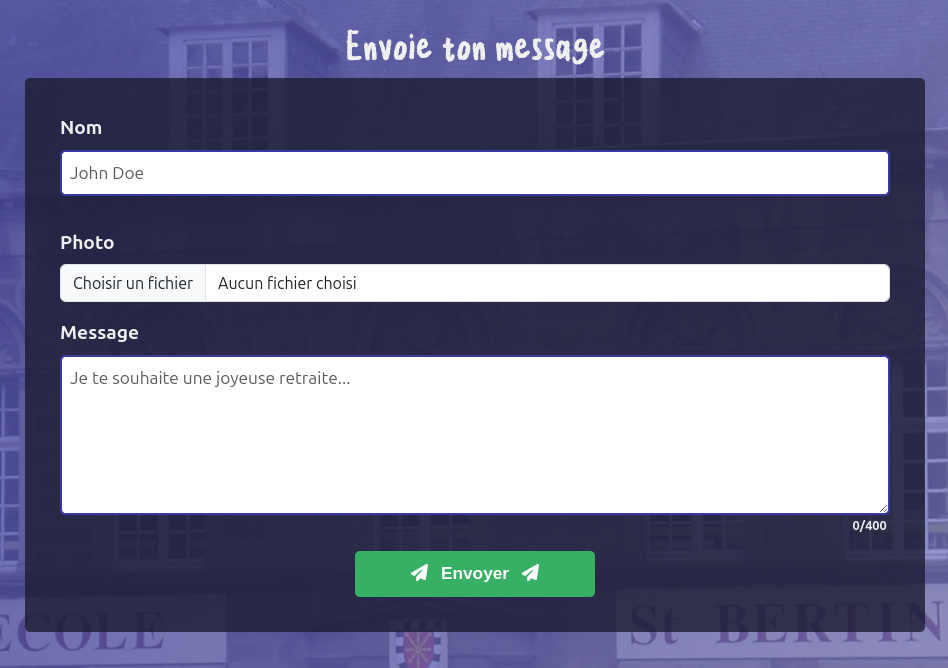 Envoie ton message
Nom
John Doe
Photo
Choisir un fichier Aucun fichier choisi
Message
Je te souhaite une joyeuse retraite...
0/400
Envoyer
ECOLE St BERTIN